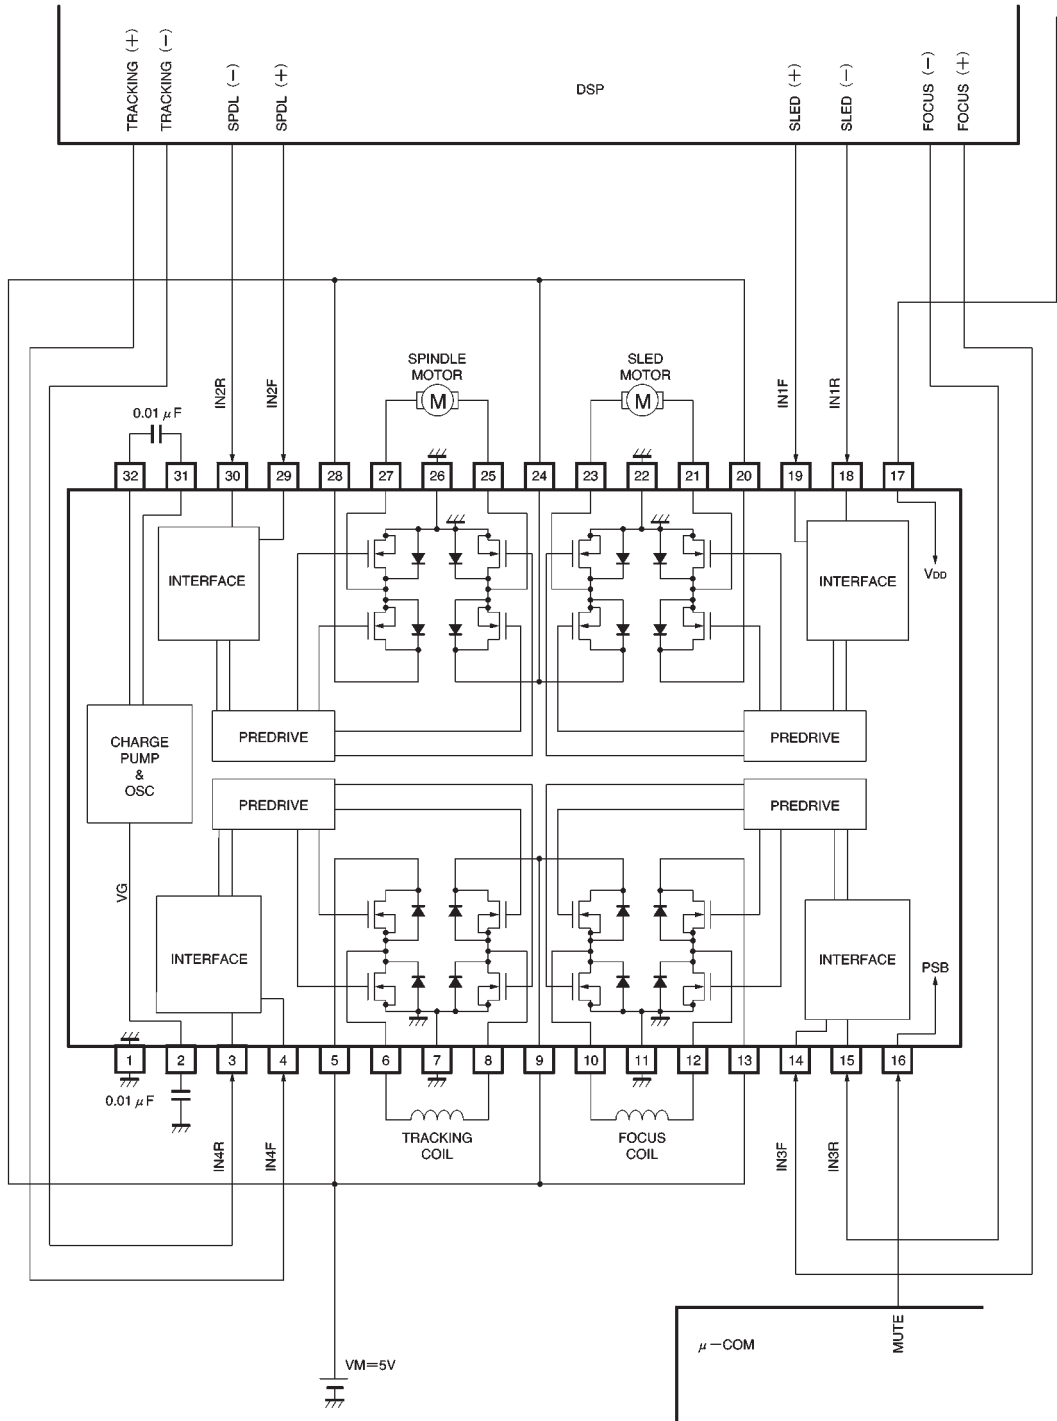 TRACKING (+)
TRACKING (−)
SPDL (−)
SPDL (+)
DSP
SLED (+)
SLED (−)
FOCUS (−)
FOCUS (+)
SPINDLE
MOTOR
SLED
MOTOR
IN2R
IN2F
IN1F
IN1R
M
M
0.01 μF
32
31
30
29
28
27
26
25
24
23
22
21
20
19
18
17
INTERFACE
INTERFACE
VDD
PREDRIVE
PREDRIVE
CHARGE
PUMP
&
OSC
PREDRIVE
PREDRIVE
VG
INTERFACE
INTERFACE
PSB
1
2
3
4
5
6
7
8
9
10
11
12
13
14
15
16
0.01 μF
IN4R
IN4F
TRACKING
COIL
FOCUS
COIL
IN3F
IN3R
VM=5V
μ−COM
MUTE